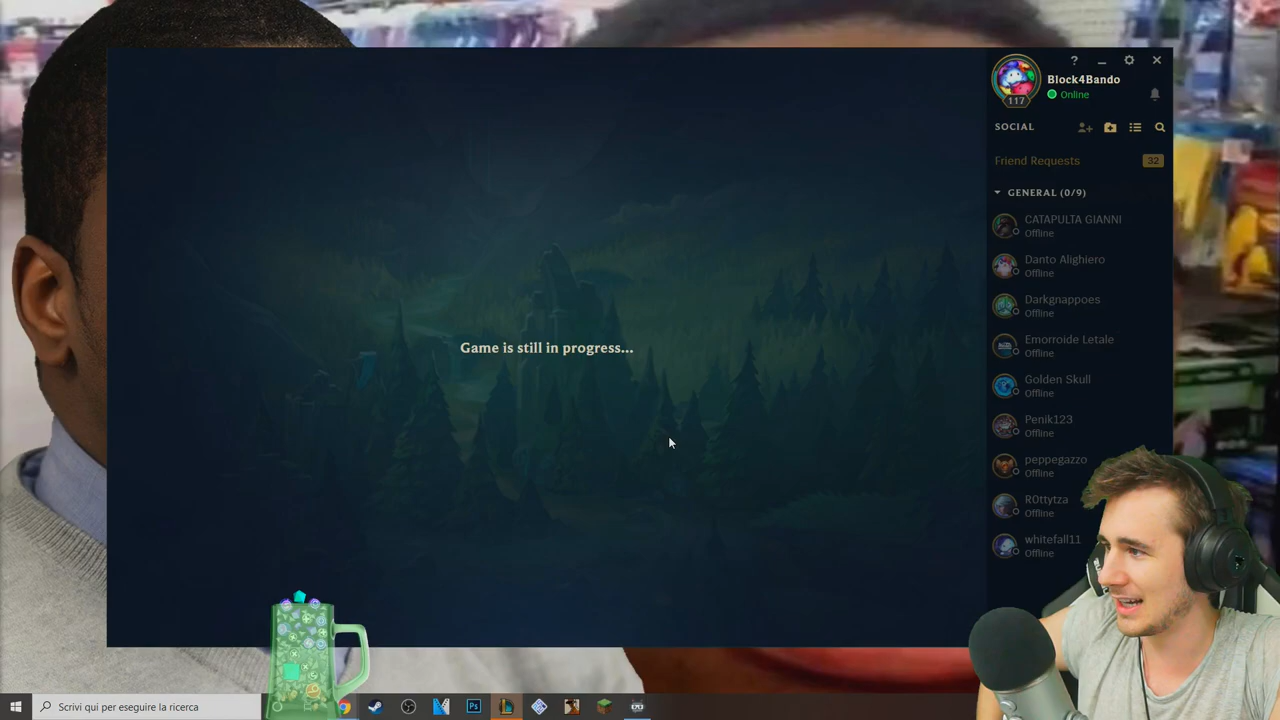 ?
Block4Bando
Online
117
SOCIAL
Friend Requests
32
GENERAL (0/9)
CATAPULTA GIANNI
Offline
Danto Alighiero
Offline
Darkgnappoes
Offline
Emorroide Letale
Offline
Golden Skull
Offline
Penik123
Offline
peppegazzo
Offline
R0ttytza
Offline
whitefall11
Offline
Game is still in progress...
Scrivi qui per eseguire la ricerca
Ps